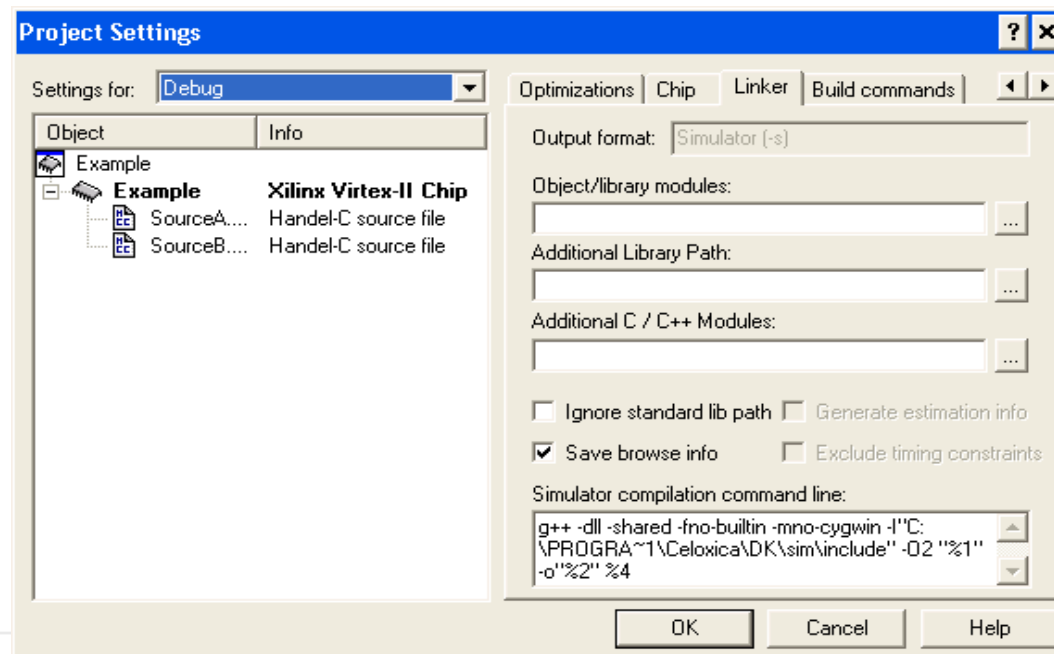 Project Settings
Settings for: Debug
Object Info
Example
Example Xilinx Virtex-II Chip
SourceA.... Handel-C source file
SourceB.... Handel-C source file
Optimizations Chip Linker Build commands
Output format: Simulator (-s)
Object/library modules:
...
Additional Library Path:
...
Additional C / C++ Modules:
...
Ignore standard lib path Generate estimation info
Save browse info Exclude timing constraints
Simulator compilation command line:
g++ -dll -shared -fno-builtin -mno-cygwin -I"C:
\PROGRA~1\Celoxica\DK\sim\include" -O2 "%1"
-o"%2" %4
OK Cancel Help